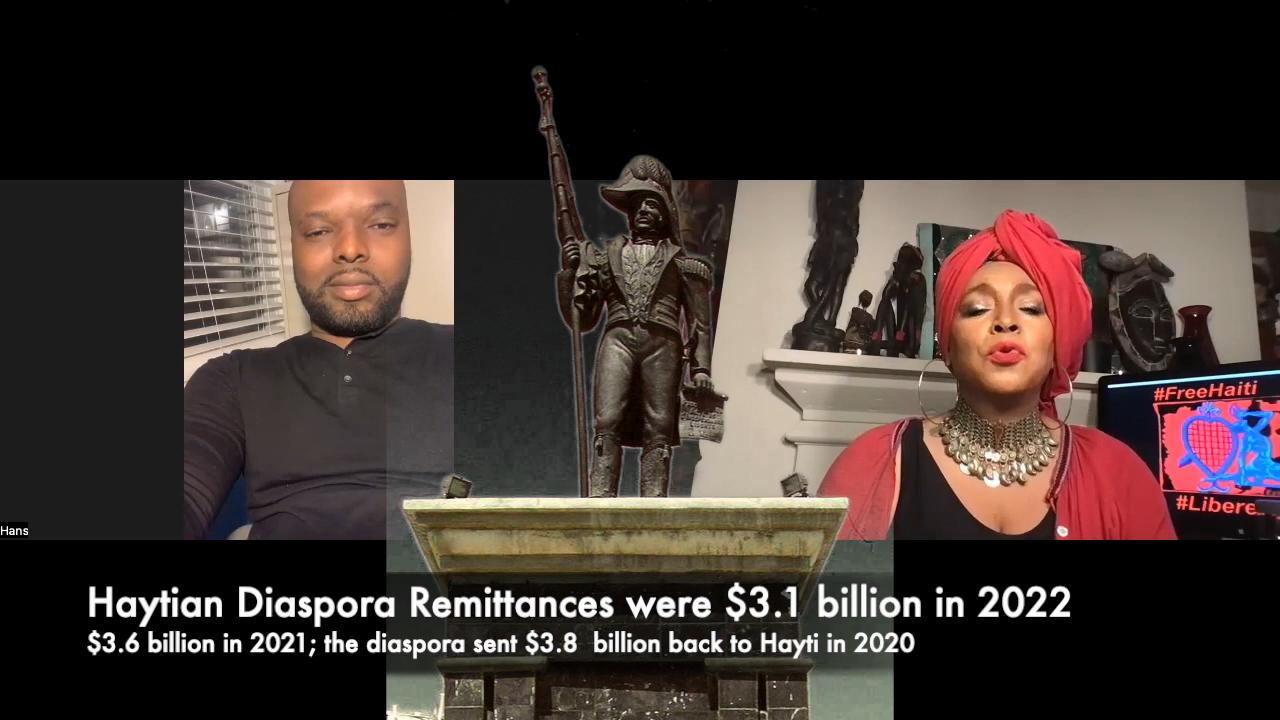 #FreeHaiti
#Libere
Hans
Haytian Diaspora Remittances were $3.1 billion in 2022
$3.6 billion in 2021; the diaspora sent $3.8 billion back to Hayti in 2020